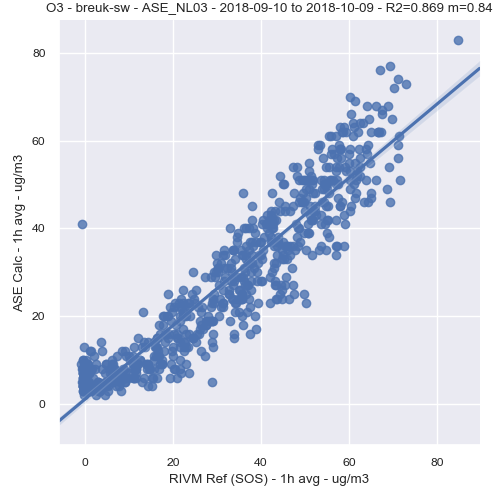 O3 - breuk-sw - ASE_NL03 - 2018-09-10 to 2018-10-09 - R2=0.869 m=0.84
80
60
40
20
0
ASE Calc - 1h avg - ug/m3
0 20 40 60 80
RIVM Ref (SOS) - 1h avg - ug/m3